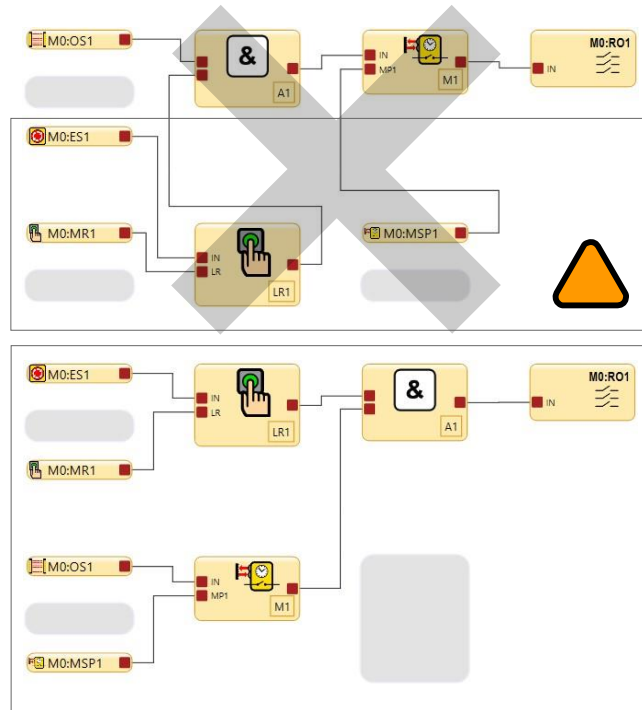 M0:OS1
&
A1
IN
MP1
M1
M0:RO1
IN
M0:ES1
M0:MR1
IN
LR
LR1
M0:MSP1
M0:ES1
IN
LR
LR1
&
A1
M0:RO1
IN
M0:MR1
M0:OS1
IN
MP1
M1
M0:MSP1